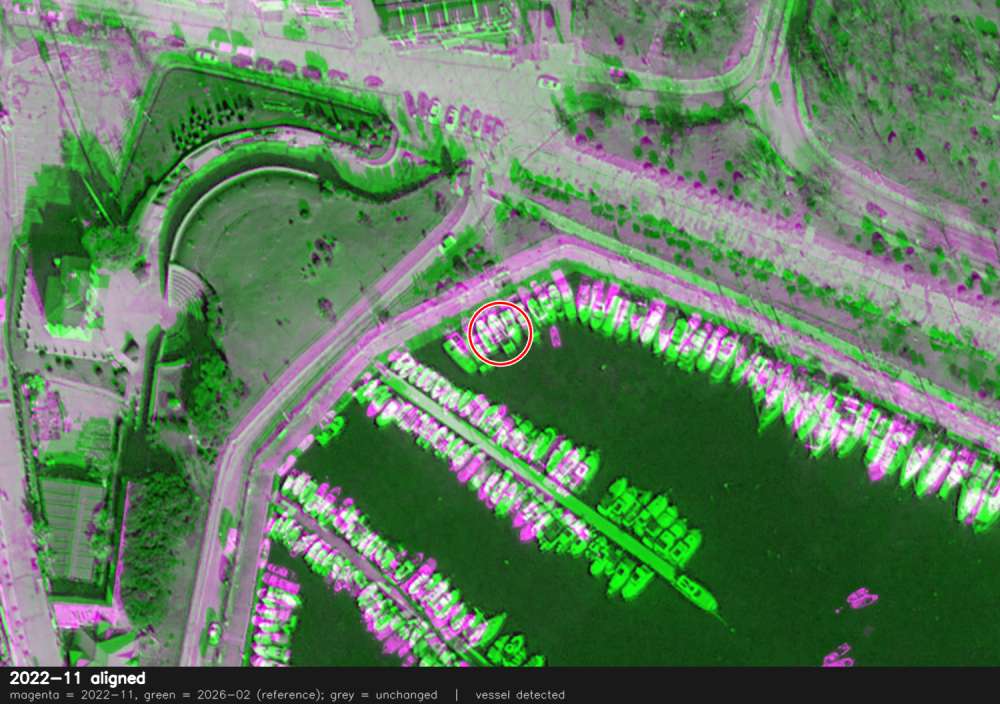 2022-11 aligned
magenta = 2022-11, green = 2026-02 (reference); grey = unchanged | vessel detected